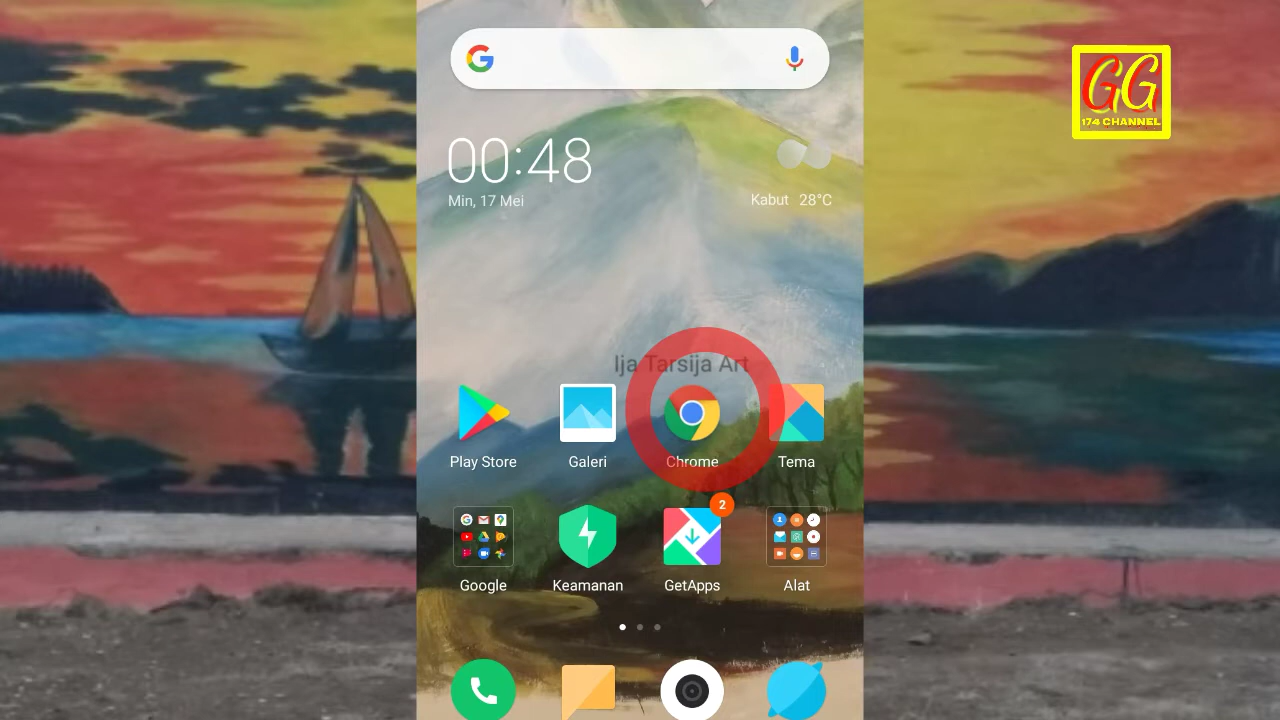 GG
174 CHANNEL
00:48
Min, 17 Mei
Kabut 28°C
Ija Tarsija Art
Play Store
Galeri
Chrome
Tema
2
Google
Keamanan
GetApps
Alat